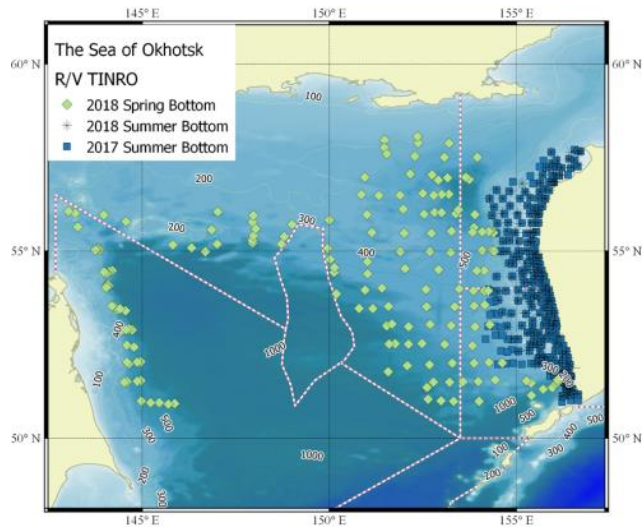 145° E
150° E
155° E
The Sea of Okhotsk
R/V TINRO
2018 Spring Bottom
2018 Summer Bottom
2017 Summer Bottom
60° N
60° N
100
200
200
300
400
500
55° N
55° N
1000
400
100
300
500
200
300
1000
300
200
1000
500
100
200
300
400
500
50° N
50° N
145° E
150° E
155° E